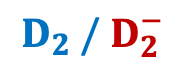 D₂ / D₂⁻